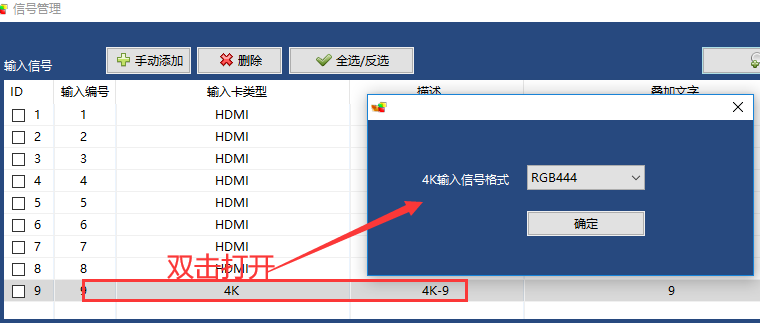 信号管理
输入信号
手动添加
删除
全选/反选
ID 输入编号 输入卡类型 描述 叠加文字
1 1 HDMI
2 2 HDMI
3 3 HDMI
4 4 HDMI
5 5 HDMI
6 6 HDMI
7 7 HDMI
8 8 HDMI
9 9 4K 4K-9 9
4K输入信号格式 RGB444
确定
双击打开